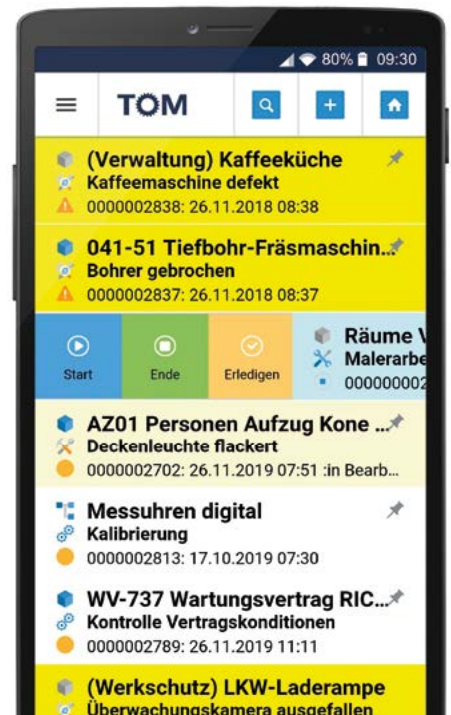 80% 09:30
TOM
(Verwaltung) Kaffeeküche
Kaffeemaschine defekt
0000002838: 26.11.2018 08:38
041-51 Tiefbohr-Fräsmaschin...
Bohrer gebrochen
0000002837: 26.11.2018 08:37
Räume V
Malerarbe
000000002
Start Ende Erledigen
AZ01 Personen Aufzug Kone ...
Deckenleuchte flackert
0000002702: 26.11.2019 07:51 :in Bearb...
Messuhren digital
Kalibrierung
0000002813: 17.10.2019 07:30
WV-737 Wartungsvertrag RIC...
Kontrolle Vertragskonditionen
0000002789: 26.11.2019 11:11
(Werkschutz) LKW-Laderampe
Überwachungskamera ausgefallen